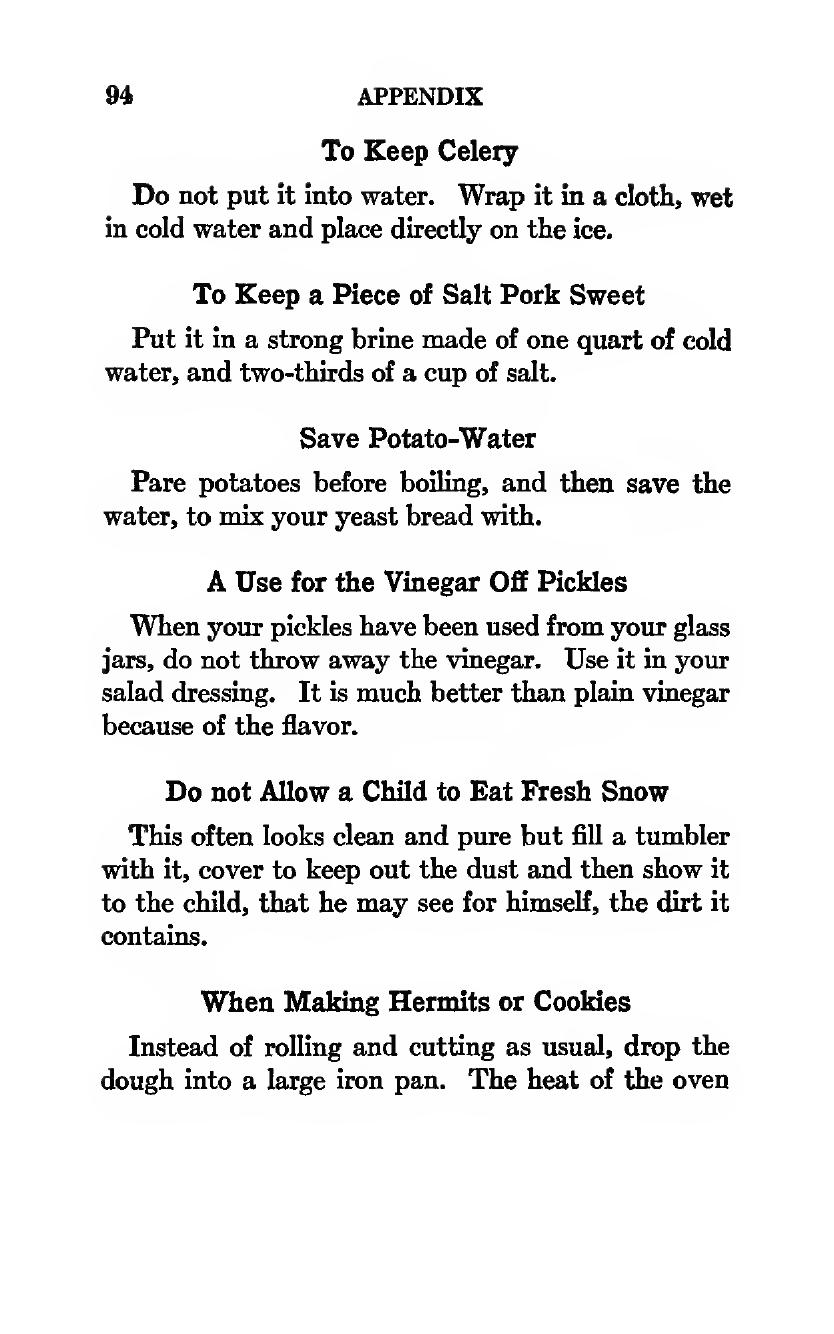 94 APPENDIX
To Keep Celery
Do not put it into water. Wrap it in a cloth, wet
in cold water and place directly on the ice.
To Keep a Piece of Salt Pork Sweet
Put it in a strong brine made of one quart of cold
water, and two-thirds of a cup of salt.
Save Potato-Water
Pare potatoes before boiling, and then save the
water, to mix your yeast bread with.
A Use for the Vinegar Off Pickles
When your pickles have been used from your glass
jars, do not throw away the vinegar. Use it in your
salad dressing. It is much better than plain vinegar
because of the flavor.
Do not Allow a Child to Eat Fresh Snow
This often looks clean and pure but fill a tumbler
with it, cover to keep out the dust and then show it
to the child, that he may see for himself, the dirt it
contains.
When Making Hermits or Cookies
Instead of rolling and cutting as usual, drop the
dough into a large iron pan. The heat of the oven